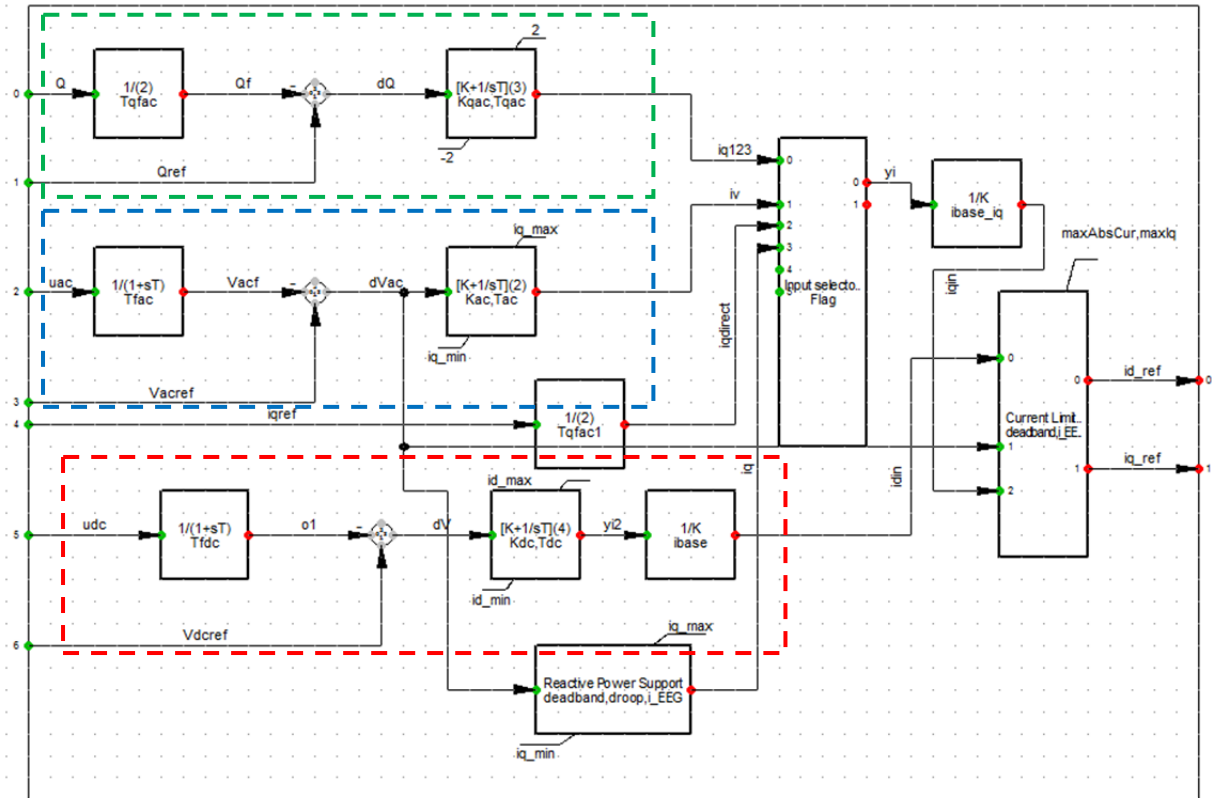 2
Q
1/(2)
Tqfac
Qf
-
dQ
[K+1/sT](3)
Kqac,Tqac
0
-2
Qref
1
iq123
0
iq_max
iv
1
0
yi
1/K
ibase_iq
1
2
maxAbsCur,maxIq
uac
1/(1+sT)
Tfac
Vacf
-
dVac
[K+1/sT](2)
Kac,Tac
2
3
4
Input selecto..
Flag
iq_min
iqdirect
iqin
Vacref
3
iqref
4
1/(2)
Tqfac1
0
id_ref
0
Current Limit..
deadband,i_EE..
1
iq_ref
1
1
2
iq
idin
id_max
udc
1/(1+sT)
Tfdc
o1
-
dV
[K+1/sT](4)
Kdc,Tdc
yi2
1/K
ibase
5
id_min
Vdcref
6
iq_max
Reactive Power Support
deadband,droop,i_EEG
iq_min